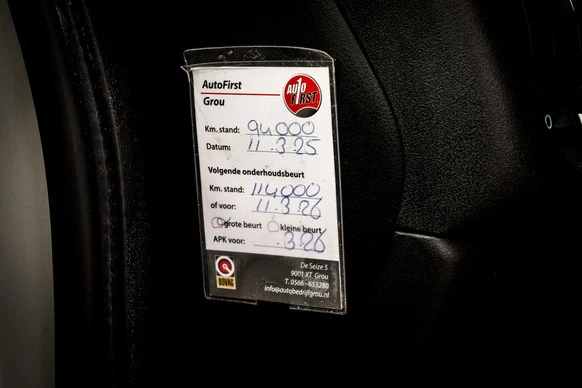 AutoFirst
Grou
AUTO FIRST
Km. stand: 94000
Datum: 11.3.25
Volgende onderhoudsbeurt
Km. stand: 114000
of voor: 11.3.26
grote beurt kleine beurt
APK voor: .3.26
BOVAG
De Seize 5
9001 XT Grou
T. 0566 - 653280
info@autobedrijfgrou.nl
0